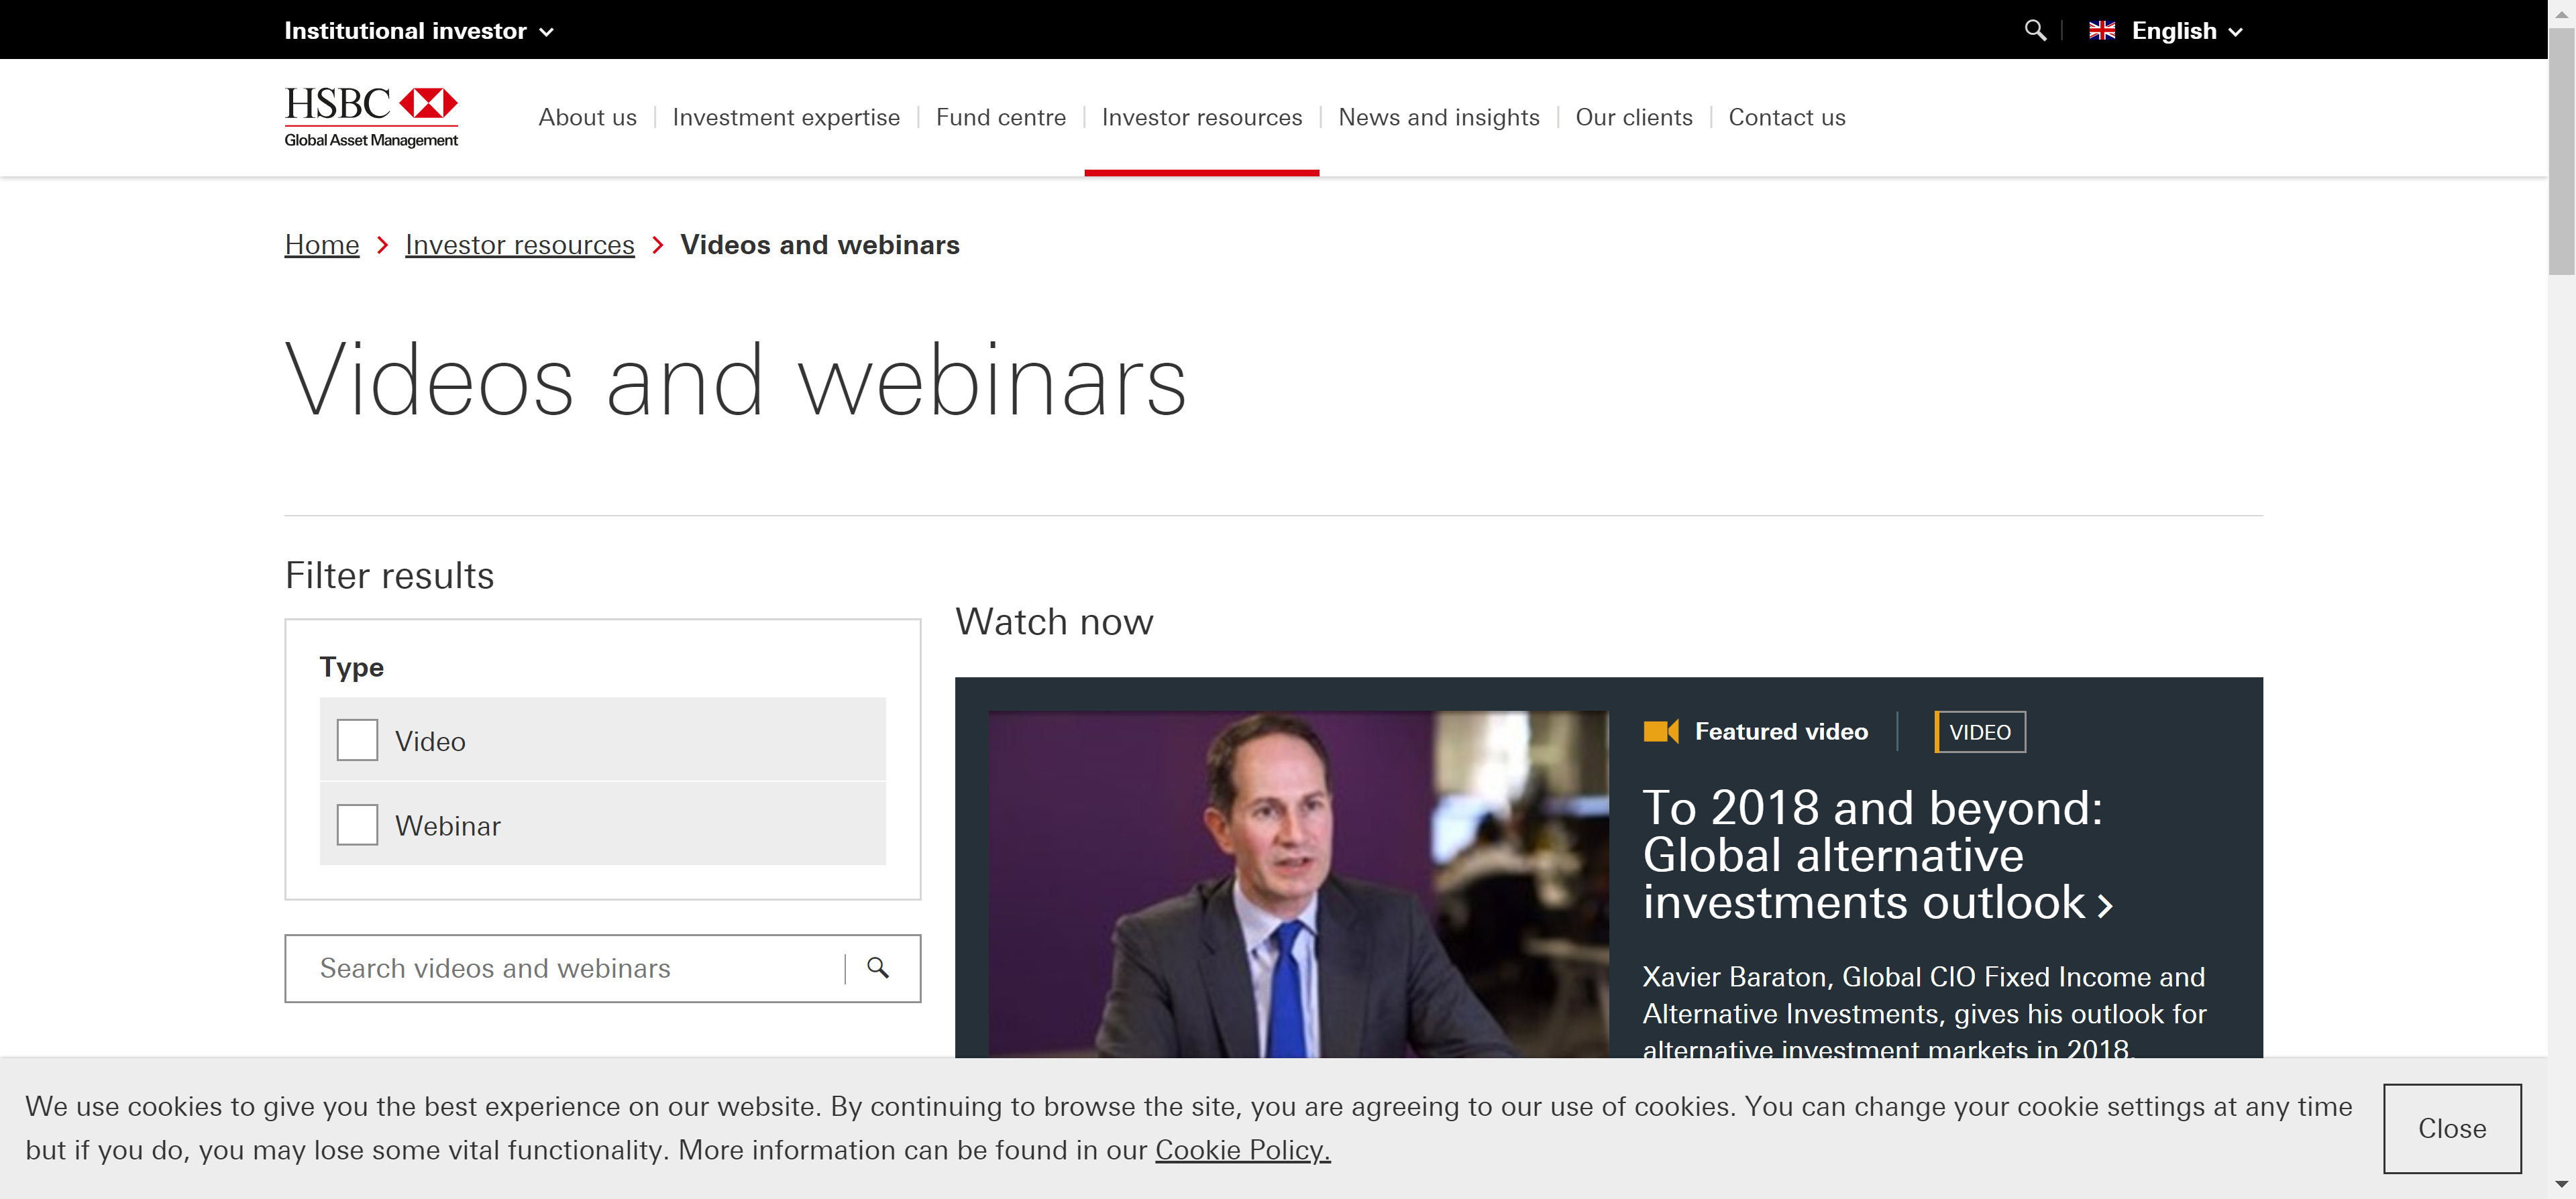 Institutional investor
English
HSBC
Global Asset Management
About us
Investment expertise
Fund centre
Investor resources
News and insights
Our clients
Contact us
Home
Investor resources
Videos and webinars
Videos and webinars
Filter results
Type
Video
Webinar
Search videos and webinars
Watch now
Featured video
VIDEO
To 2018 and beyond:
Global alternative
investments outlook
Xavier Baraton, Global CIO Fixed Income and
Alternative Investments, gives his outlook for
alternative investment markets in 2018.
We use cookies to give you the best experience on our website. By continuing to browse the site, you are agreeing to our use of cookies. You can change your cookie settings at any time
but if you do, you may lose some vital functionality. More information can be found in our Cookie Policy.
Close